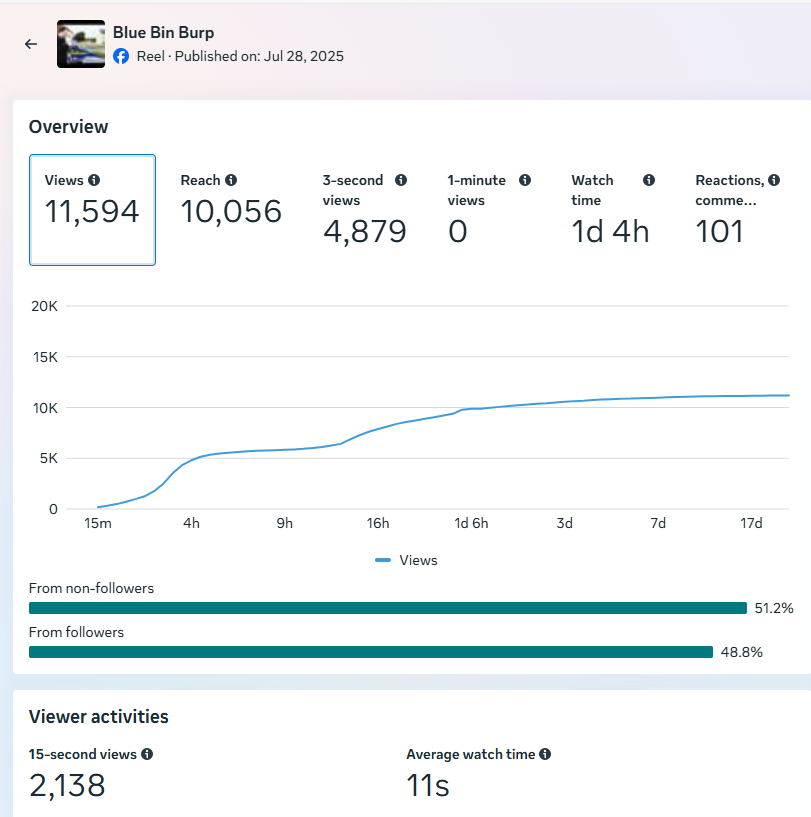 Blue Bin Burp
Reel · Published on: Jul 28, 2025
Overview
Views
11,594
Reach
10,056
3-second views
4,879
1-minute views
0
Watch time
1d 4h
Reactions, comme...
101
20K
15K
10K
5K
0
15m 4h 9h 16h 1d 6h 3d 7d 17d
Views
From non-followers
51.2%
From followers
48.8%
Viewer activities
15-second views
2,138
Average watch time
11s